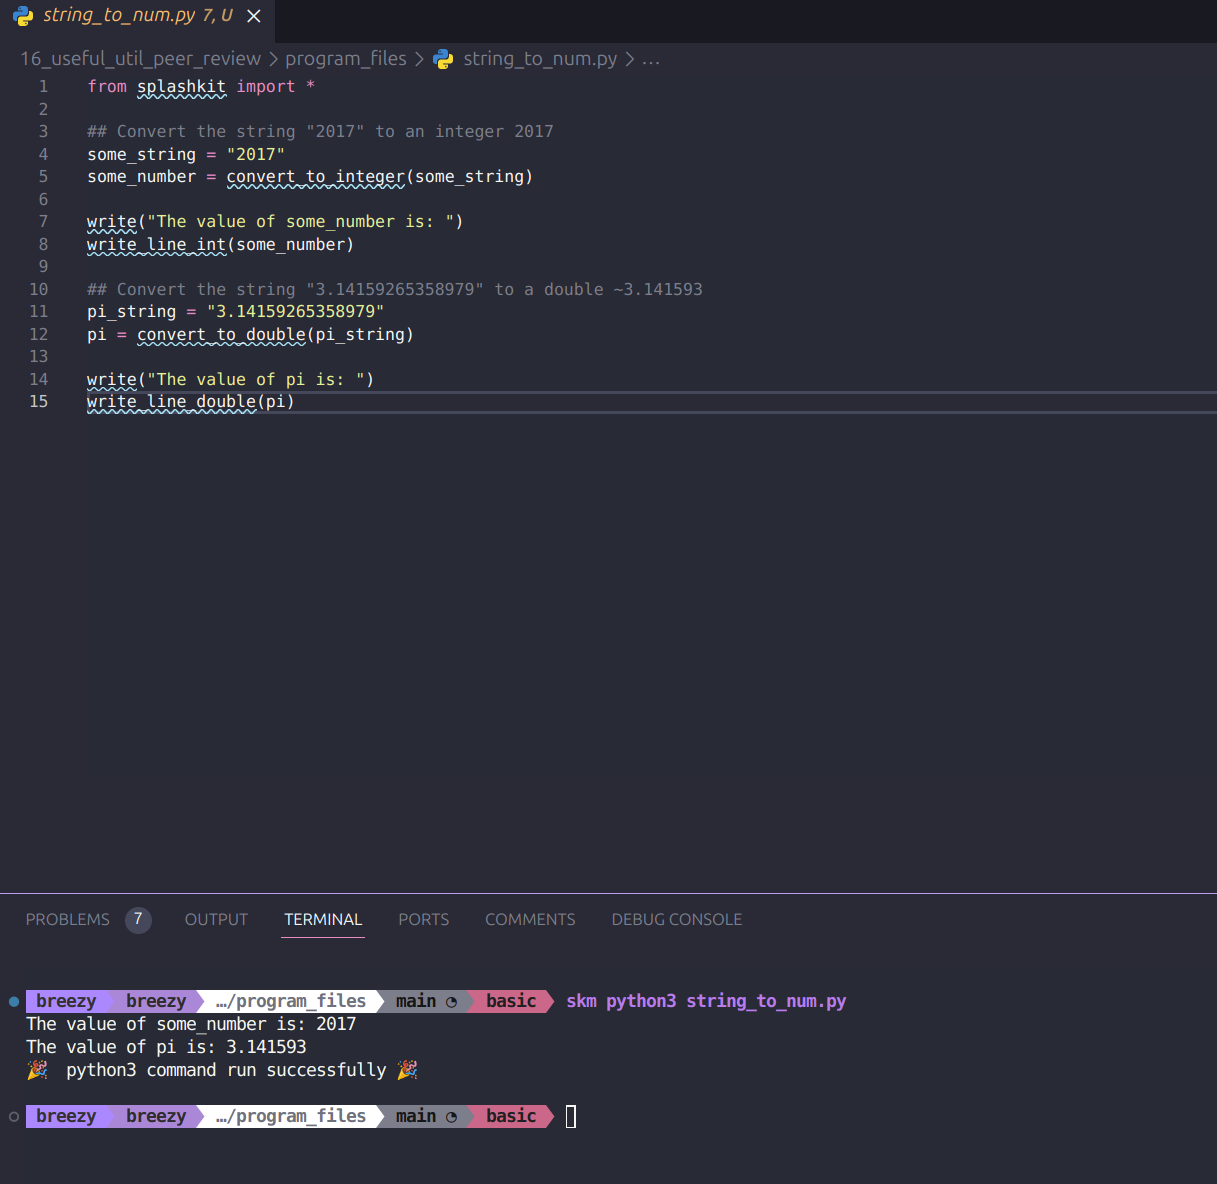 string_to_num.py 7, U
16_useful_util_peer_review > program_files > string_to_num.py > ...
1 from splashkit import *
2
3 ## Convert the string "2017" to an integer 2017
4 some_string = "2017"
5 some_number = convert_to_integer(some_string)
6
7 write("The value of some_number is: ")
8 write_line_int(some_number)
9
10 ## Convert the string "3.14159265358979" to a double ~3.141593
11 pi_string = "3.14159265358979"
12 pi = convert_to_double(pi_string)
13
14 write("The value of pi is: ")
15 write_line_double(pi)
PROBLEMS 7 OUTPUT TERMINAL PORTS COMMENTS DEBUG CONSOLE
breezy breezy …/program_files main basic skm python3 string_to_num.py
The value of some_number is: 2017
The value of pi is: 3.141593
🎉 python3 command run successfully 🎉
breezy breezy …/program_files main basic